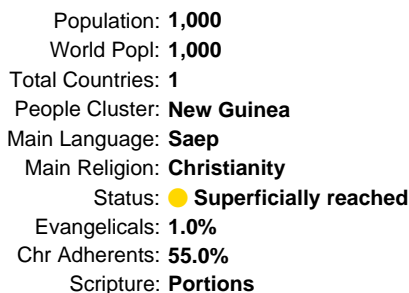 Population: 1,000
World Popl: 1,000
Total Countries: 1
People Cluster: New Guinea
Main Language: Saep
Main Religion: Christianity
Status: Superficially reached
Evangelicals: 1.0%
Chr Adherents: 55.0%
Scripture: Portions